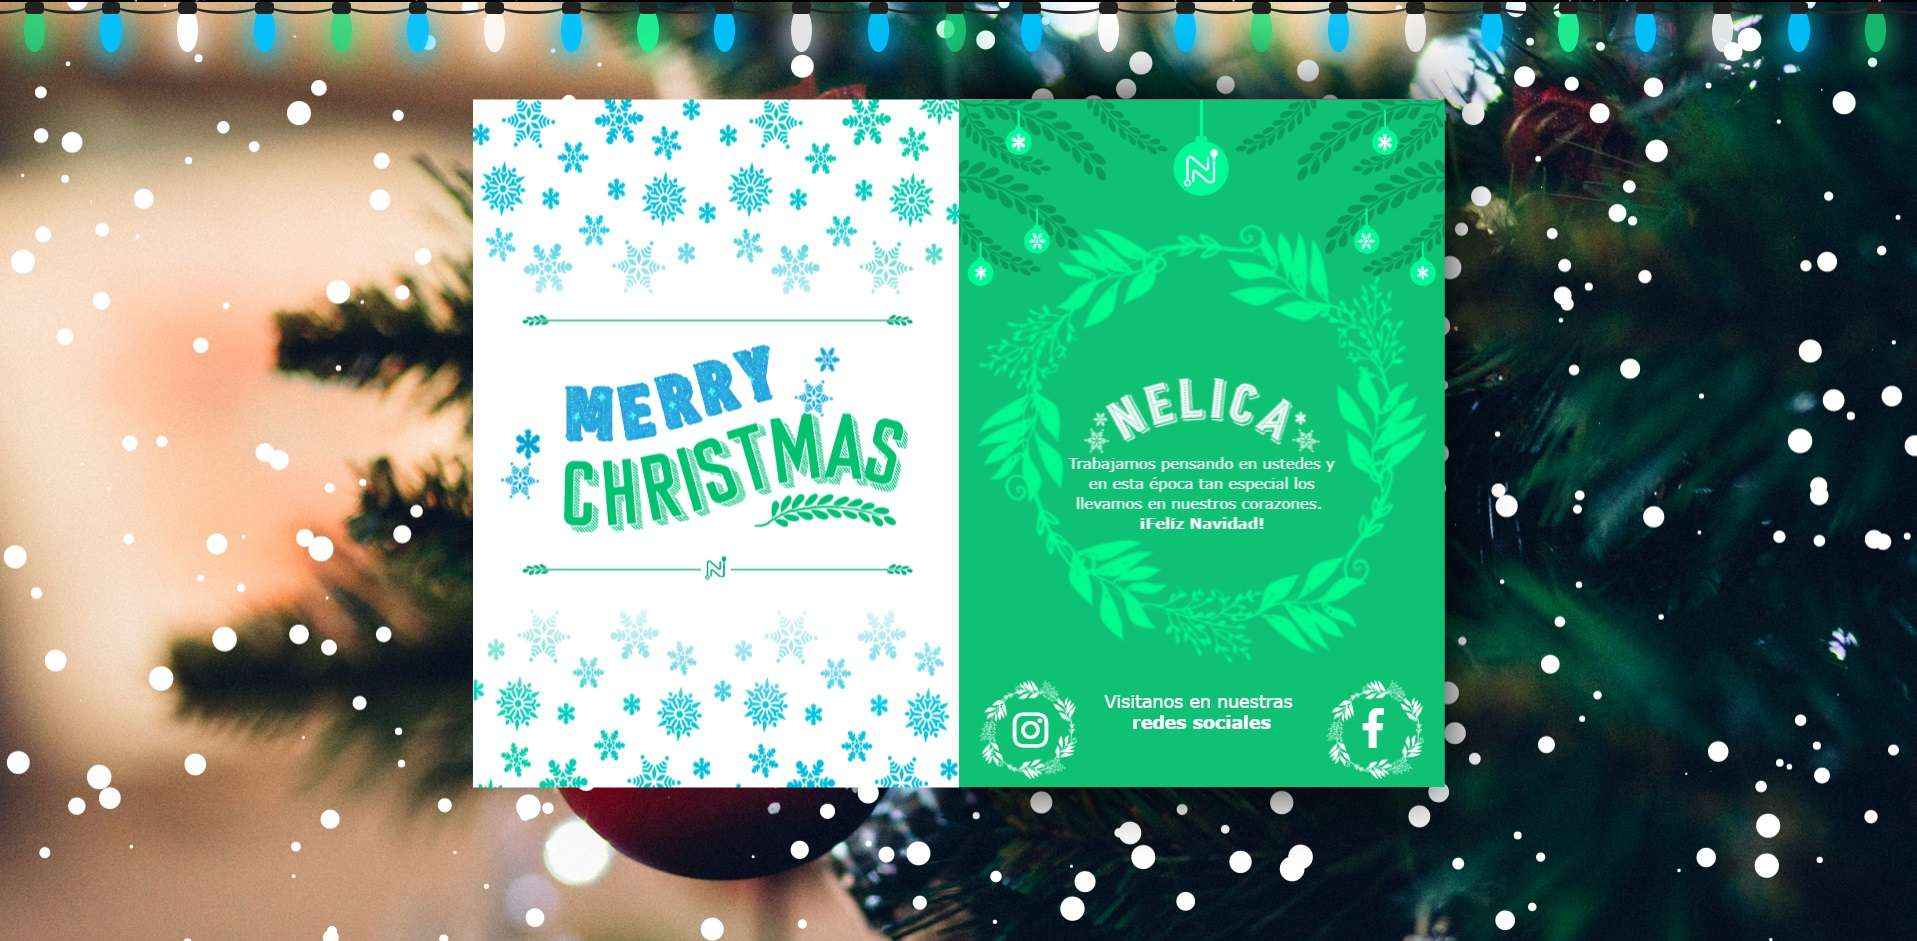 MERRY
CHRISTMAS
N
N
NELICA
Trabajamos pensando en ustedes y
en esta época tan especial los
llevamos en nuestros corazones.
¡Feliz Navidad!
Visitanos en nuestras
redes sociales